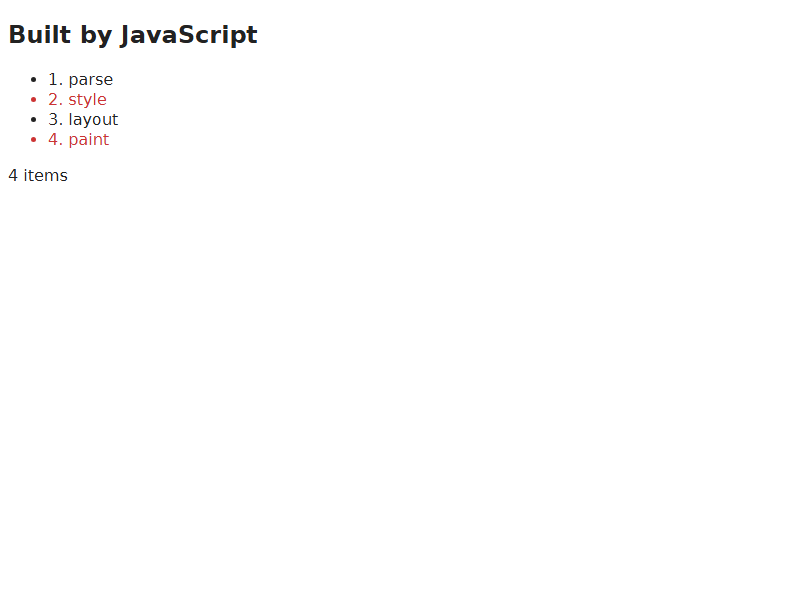 Built by JavaScript
1. parse
2. style
3. layout
4. paint
4 items